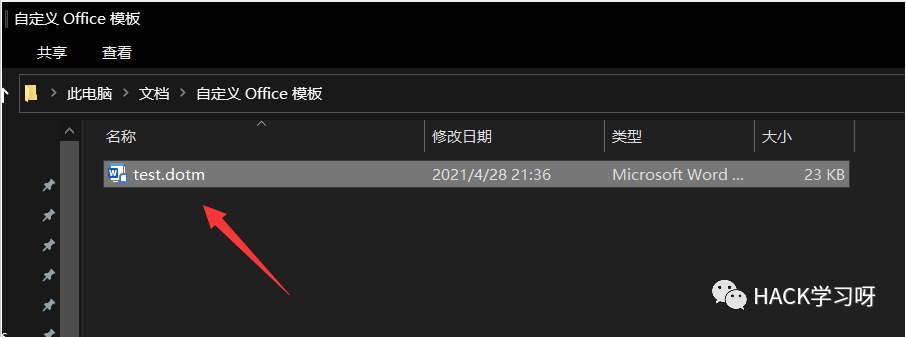 自定义 Office 模板
共享 查看
此电脑 文档 自定义 Office 模板
名称 修改日期 类型 大小
test.dotm 2021/4/28 21:36 Microsoft Word ... 23 KB
HACK学习呀